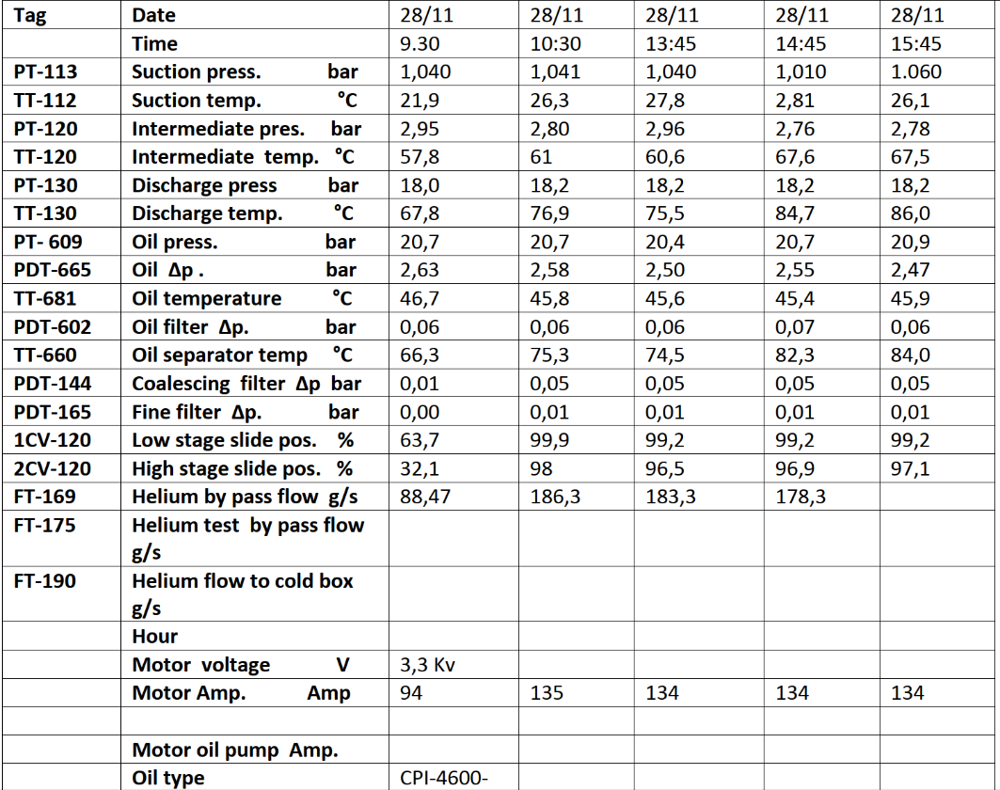 Tag Date 28/11 28/11 28/11 28/11 28/11
Time 9.30 10:30 13:45 14:45 15:45
PT-113 Suction press. bar 1,040 1,041 1,040 1,010 1.060
TT-112 Suction temp. °C 21,9 26,3 27,8 2,81 26,1
PT-120 Intermediate pres. bar 2,95 2,80 2,96 2,76 2,78
TT-120 Intermediate temp. °C 57,8 61 60,6 67,6 67,5
PT-130 Discharge press bar 18,0 18,2 18,2 18,2 18,2
TT-130 Discharge temp. °C 67,8 76,9 75,5 84,7 86,0
PT- 609 Oil press. bar 20,7 20,7 20,4 20,7 20,9
PDT-665 Oil Δp . bar 2,63 2,58 2,50 2,55 2,47
TT-681 Oil temperature °C 46,7 45,8 45,6 45,4 45,9
PDT-602 Oil filter Δp. bar 0,06 0,06 0,06 0,07 0,06
TT-660 Oil separator temp °C 66,3 75,3 74,5 82,3 84,0
PDT-144 Coalescing filter Δp bar 0,01 0,05 0,05 0,05 0,05
PDT-165 Fine filter Δp. bar 0,00 0,01 0,01 0,01 0,01
1CV-120 Low stage slide pos. % 63,7 99,9 99,2 99,2 99,2
2CV-120 High stage slide pos. % 32,1 98 96,5 96,9 97,1
FT-169 Helium by pass flow g/s 88,47 186,3 183,3 178,3
FT-175 Helium test by pass flow
g/s
FT-190 Helium flow to cold box
g/s
Hour
Motor voltage V 3,3 Kv
Motor Amp. Amp 94 135 134 134 134
Motor oil pump Amp.
Oil type CPI-4600-